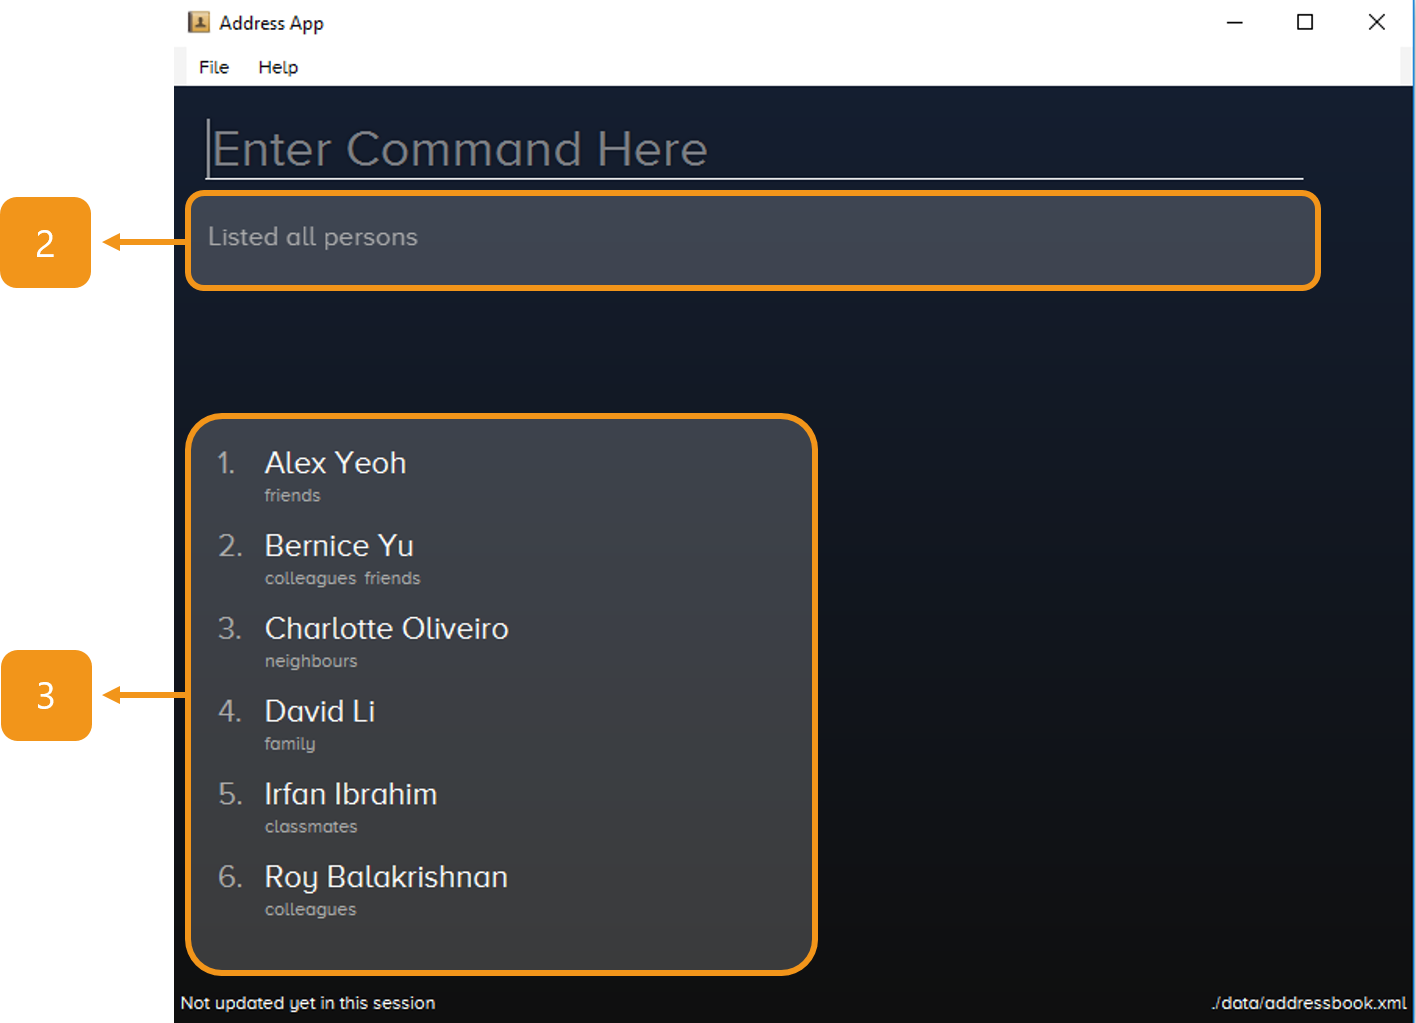 Address App
File Help
Enter Command Here
2
Listed all persons
1. Alex Yeoh
friends
2. Bernice Yu
colleagues friends
3. Charlotte Oliveiro
neighbours
3
4. David Li
family
5. Irfan Ibrahim
classmates
6. Roy Balakrishnan
colleagues
Not updated yet in this session
./data/addressbook.xml